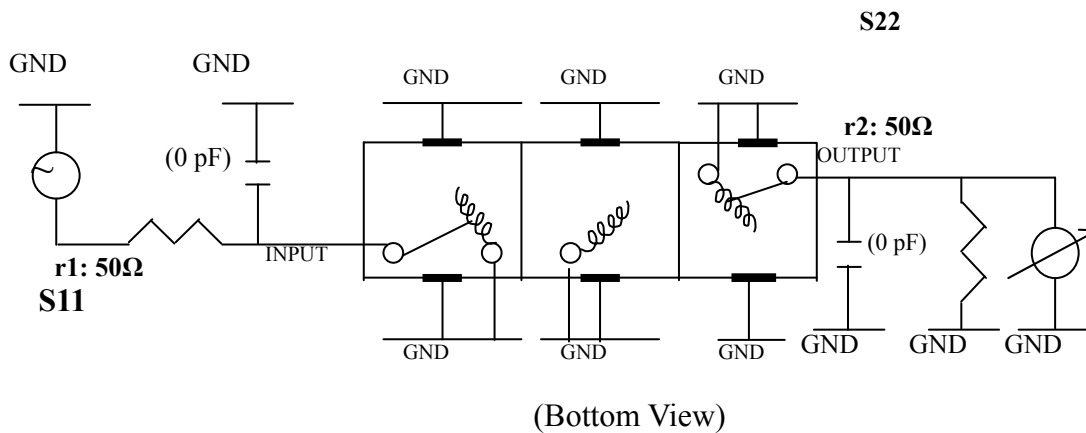 S22
GND
GND
GND
GND
GND
r2: 50Ω
(0 pF)
OUTPUT
INPUT
(0 pF)
r1: 50Ω
S11
GND
GND
GND
GND
GND
GND
(Bottom View)